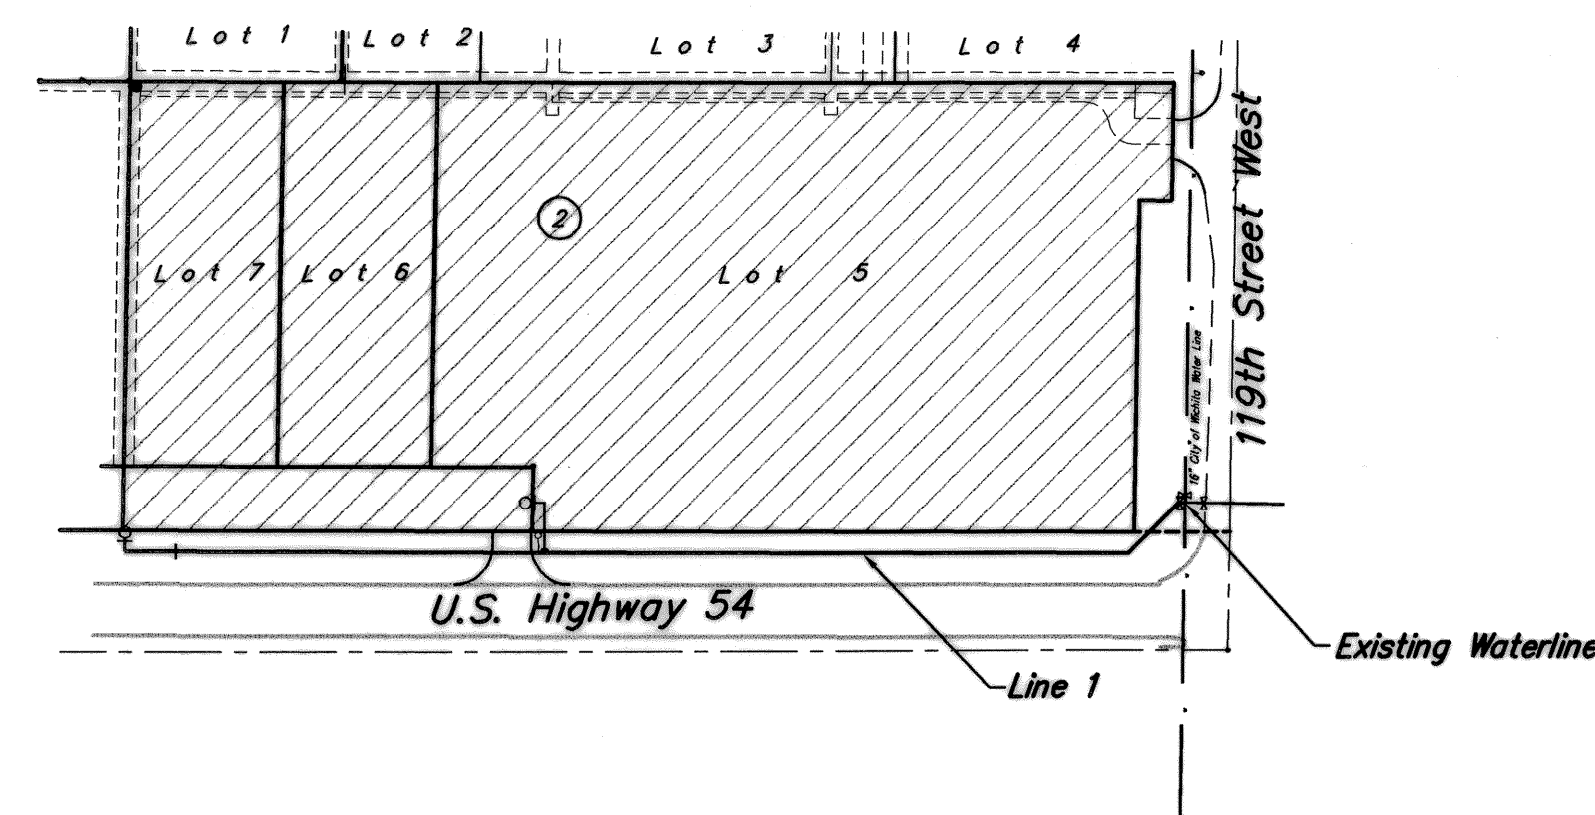 Lot 1
Lot 2
Lot 3
Lot 4
119th Street West
2
Lot 7
Lot 6
Lot 5
16" City of Wichita Water Line
U.S. Highway 54
Existing Waterline
Line 1